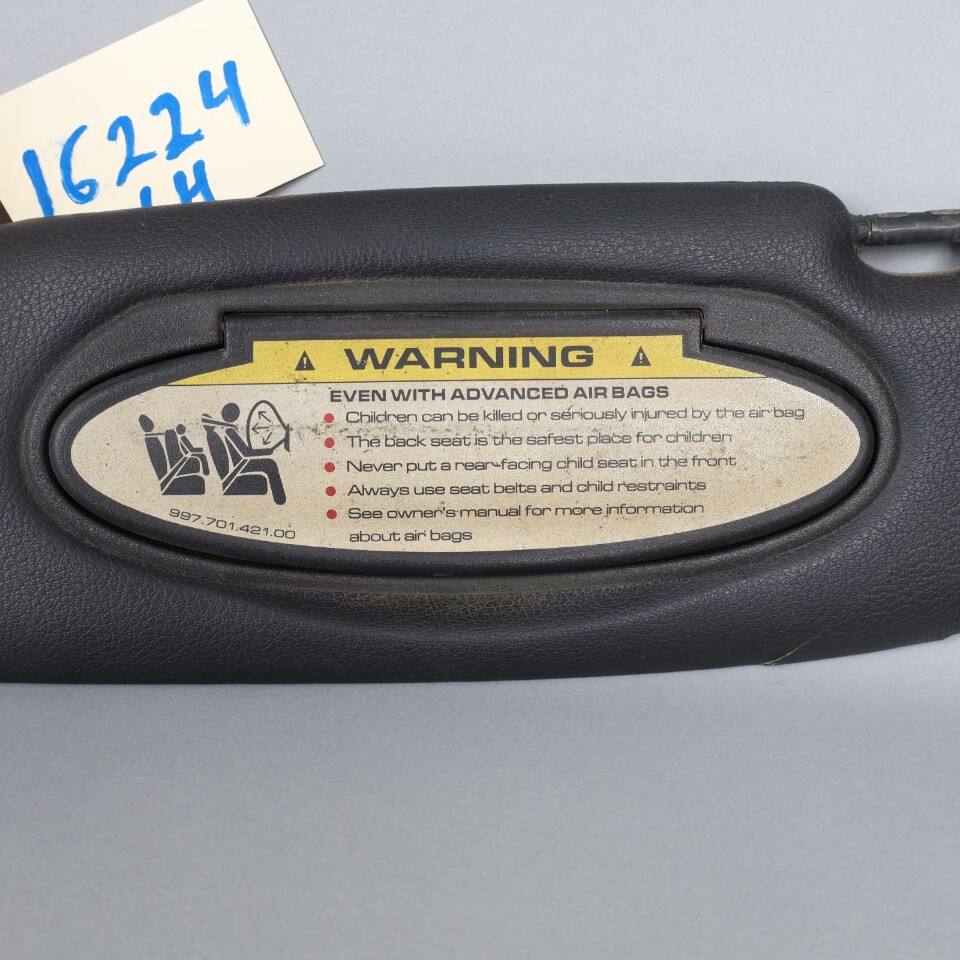 16224
LH
WARNING
EVEN WITH ADVANCED AIR BAGS
Children can be killed or seriously injured by the air bag
The back seat is the safest place for children
Never put a rear-facing child seat in the front
Always use seat belts and child restraints
See owner's manual for more information
about air bags
997.701.421.00